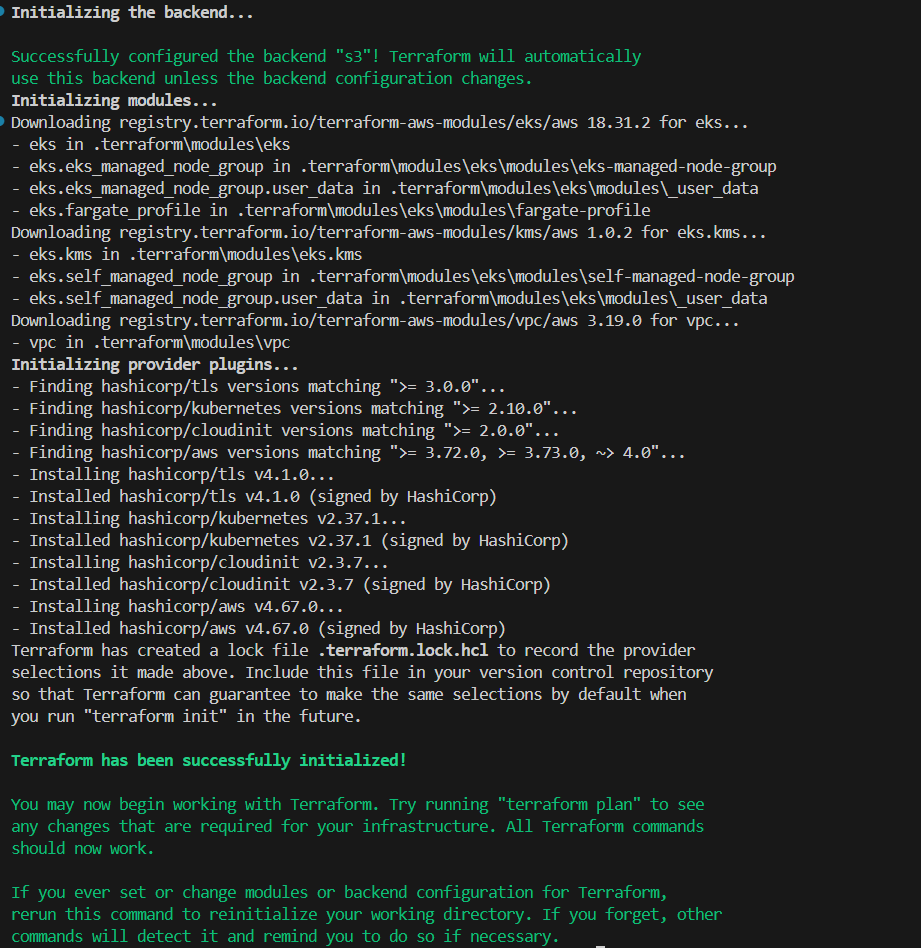 Initializing the backend...
Successfully configured the backend "s3"! Terraform will automatically
use this backend unless the backend configuration changes.
Initializing modules...
Downloading registry.terraform.io/terraform-aws-modules/eks/aws 18.31.2 for eks...
- eks in .terraform\modules\eks
- eks.eks_managed_node_group in .terraform\modules\eks\modules\eks-managed-node-group
- eks.eks_managed_node_group.user_data in .terraform\modules\eks\modules\_user_data
- eks.fargate_profile in .terraform\modules\eks\modules\fargate-profile
Downloading registry.terraform.io/terraform-aws-modules/kms/aws 1.0.2 for eks.kms...
- eks.kms in .terraform\modules\eks.kms
- eks.self_managed_node_group in .terraform\modules\eks\modules\self-managed-node-group
- eks.self_managed_node_group.user_data in .terraform\modules\eks\modules\_user_data
Downloading registry.terraform.io/terraform-aws-modules/vpc/aws 3.19.0 for vpc...
- vpc in .terraform\modules\vpc
Initializing provider plugins...
- Finding hashicorp/tls versions matching ">= 3.0.0"...
- Finding hashicorp/kubernetes versions matching ">= 2.10.0"...
- Finding hashicorp/cloudinit versions matching ">= 2.0.0"...
- Finding hashicorp/aws versions matching ">= 3.72.0, >= 3.73.0, ~> 4.0"...
- Installing hashicorp/tls v4.1.0...
- Installed hashicorp/tls v4.1.0 (signed by HashiCorp)
- Installing hashicorp/kubernetes v2.37.1...
- Installed hashicorp/kubernetes v2.37.1 (signed by HashiCorp)
- Installing hashicorp/cloudinit v2.3.7...
- Installed hashicorp/cloudinit v2.3.7 (signed by HashiCorp)
- Installing hashicorp/aws v4.67.0...
- Installed hashicorp/aws v4.67.0 (signed by HashiCorp)
Terraform has created a lock file .terraform.lock.hcl to record the provider
selections it made above. Include this file in your version control repository
so that Terraform can guarantee to make the same selections by default when
you run "terraform init" in the future.
Terraform has been successfully initialized!
You may now begin working with Terraform. Try running "terraform plan" to see
any changes that are required for your infrastructure. All Terraform commands
should now work.
If you ever set or change modules or backend configuration for Terraform,
rerun this command to reinitialize your working directory. If you forget, other
commands will detect it and remind you to do so if necessary.